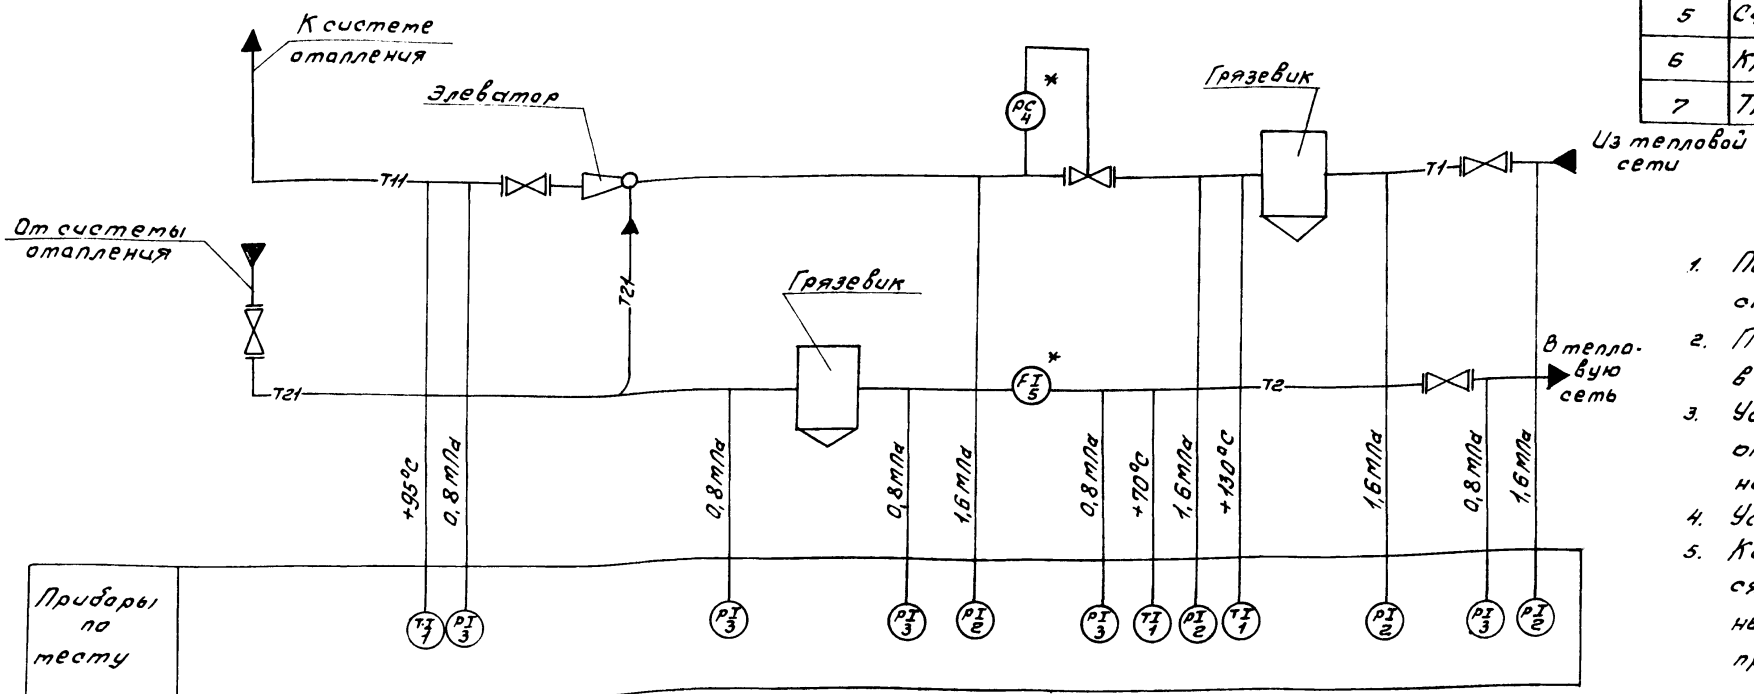 К системе
отопления
Элеватор
PC
4
*
Грязевик
5
6
7
Из тепловой
сети
Т11
Т1
От системы
отопления
Т21
Грязевик
Т21
FI
5
*
Т2
В тепло-
вую
сеть
+95°С
0,8 МПа
0,8 МПа
0,8 МПа
1,6 МПа
0,8 МПа
+70°С
1,6 МПа
+130°С
1,6 МПа
0,8 МПа
1,6 МПа
Приборы
по
месту
TI
1
PI
3
PI
3
PI
3
PI
2
PI
3
TI
1
PI
2
TI
1
PI
2
PI
3
PI
2
1.
2.
в
3.
4.
5.